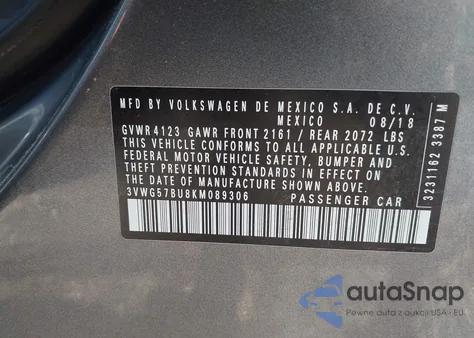 MFD BY VOLKSWAGEN DE MEXICO S.A. DE C.V.
MEXICO 08/18
GVWR 4123 GAWR FRONT 2161 / REAR 2072 LBS
THIS VEHICLE CONFORMS TO ALL APPLICABLE U.S.
FEDERAL MOTOR VEHICLE SAFETY, BUMPER AND
THEFT PREVENTION STANDARDS IN EFFECT ON THE
DATE OF MANUFACTURE SHOWN ABOVE.
3VWG57BU8KM089306 PASSENGER CAR
3231162 3387 M
autoSnap
Pewne auta z aukcji USA i EU